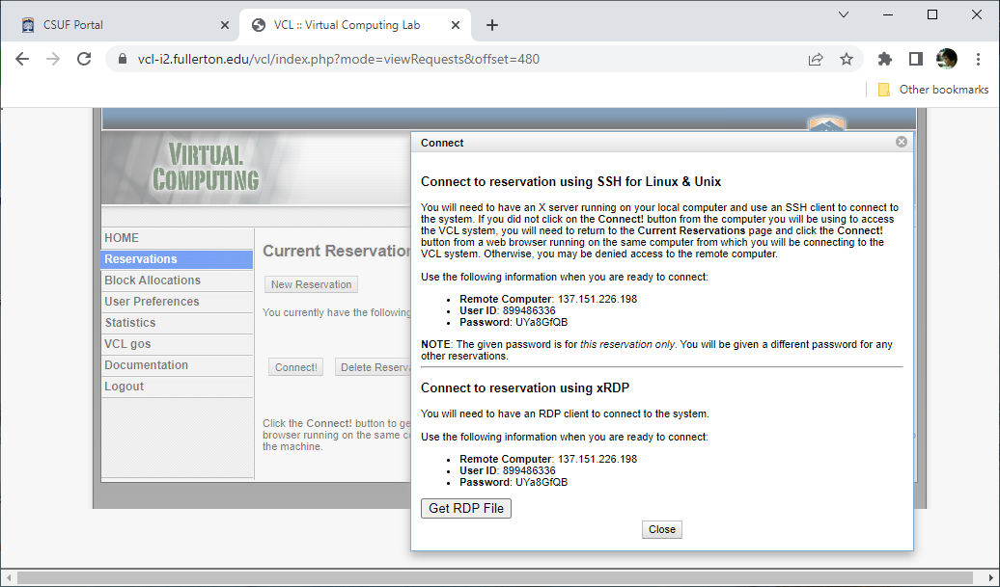 CSUF Portal
VCL :: Virtual Computing Lab
vcl-i2.fullerton.edu/vcl/index.php?mode=viewRequests&offset=480
Other bookmarks
VIRTUAL
COMPUTING
HOME
Reservations
Block Allocations
User Preferences
Statistics
VCL gos
Documentation
Logout
Current Reservation
New Reservation
You currently have the following
Connect!
Delete Reserva
Click the Connect! button to ge
browser running on the same co
the machine.
Connect
Connect to reservation using SSH for Linux & Unix
You will need to have an X server running on your local computer and use an SSH client to connect to
the system. If you did not click on the Connect! button from the computer you will be using to access
the VCL system, you will need to return to the Current Reservations page and click the Connect!
button from a web browser running on the same computer from which you will be connecting to the
VCL system. Otherwise, you may be denied access to the remote computer.
Use the following information when you are ready to connect:
• Remote Computer: 137.151.226.198
• User ID: 899486336
• Password: UYa8GfQB
NOTE: The given password is for this reservation only. You will be given a different password for any
other reservations.
Connect to reservation using xRDP
You will need to have an RDP client to connect to the system.
Use the following information when you are ready to connect:
• Remote Computer: 137.151.226.198
• User ID: 899486336
• Password: UYa8GfQB
Get RDP File
Close